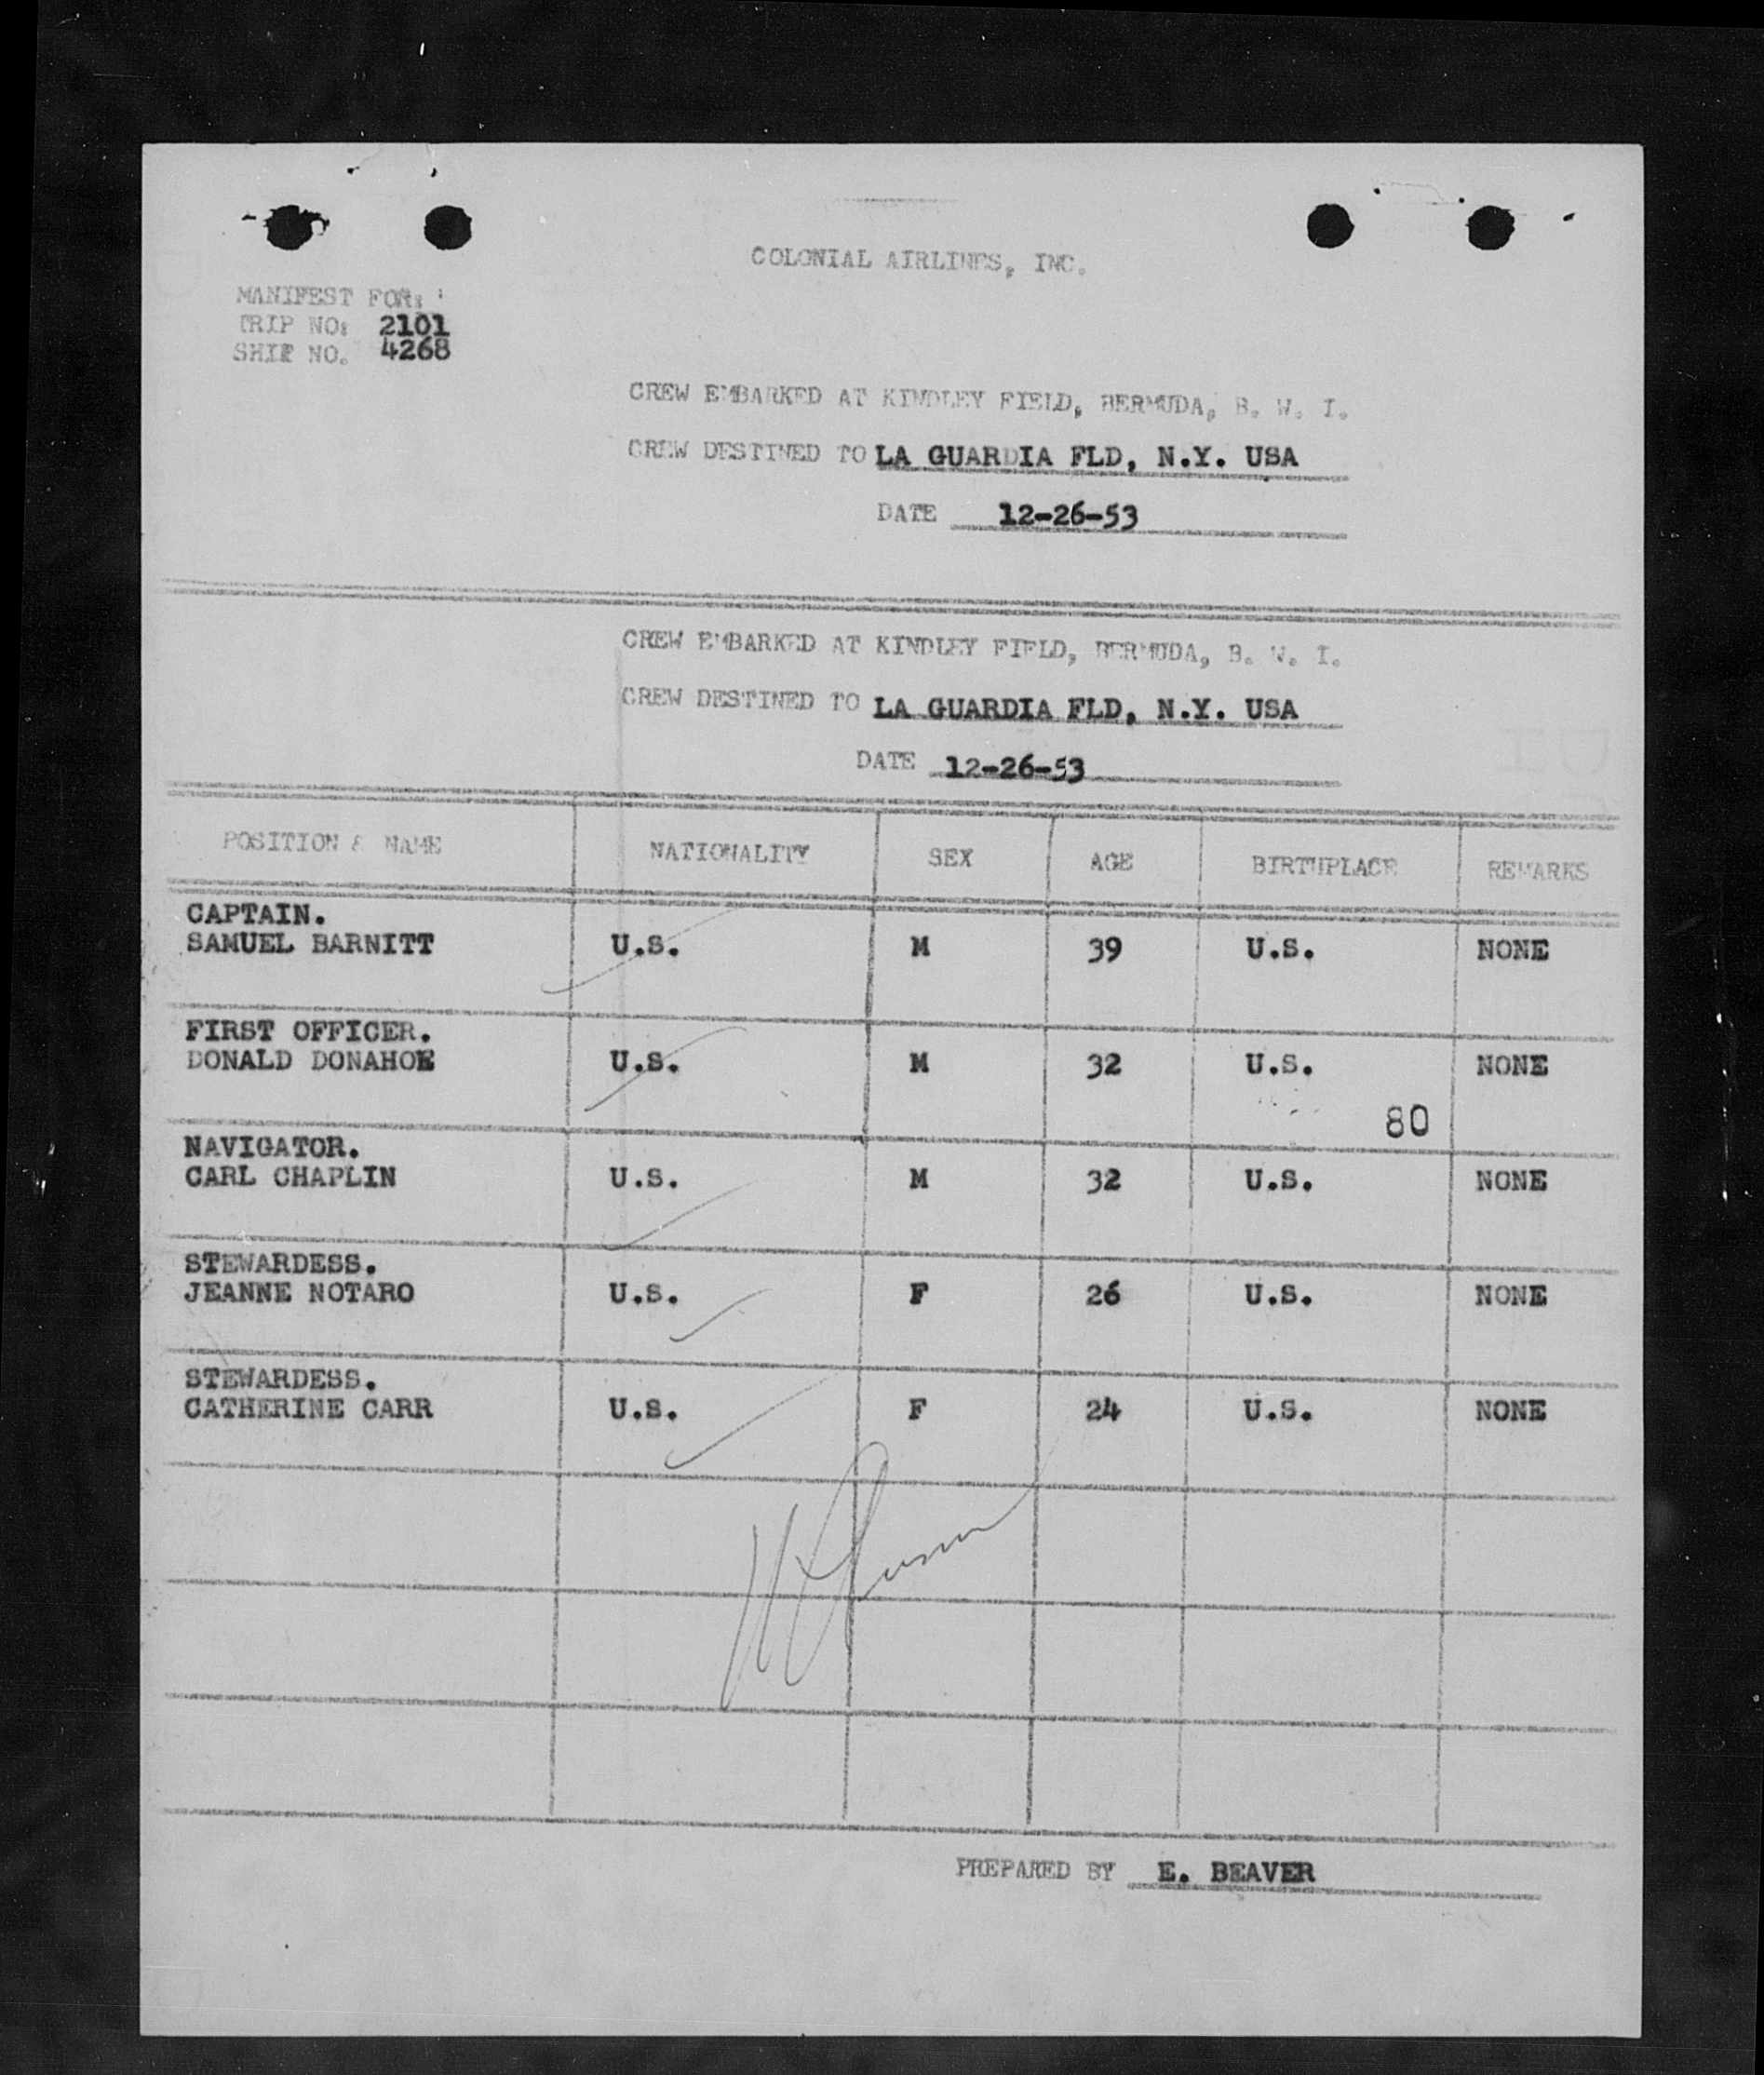 COLONIAL AIRLINES, INC.
MANIFEST FOR:
TRIP NO: 2101
SHIP NO. 4268
CREW EMBARKED AT KINDLEY FIELD, BERMUDA, B. W. I.
CREW DESTINED TO LA GUARDIA FLD, N.Y. USA
DATE 12-26-53
CREW EMBARKED AT KINDLEY FIELD, BERMUDA, B. W. I.
CREW DESTINED TO LA GUARDIA FLD, N.Y. USA
DATE 12-26-53
POSITION & NAME NATIONALITY SEX AGE BIRTHPLACE REMARKS
CAPTAIN.
SAMUEL BARNITT U.S. M 39 U.S. NONE
FIRST OFFICER.
DONALD DONAHOE U.S. M 32 U.S. NONE
80
NAVIGATOR.
CARL CHAPLIN U.S. M 32 U.S. NONE
STEWARDESS.
JEANNE NOTARO U.S. F 26 U.S. NONE
STEWARDESS.
CATHERINE CARR U.S. F 24 U.S. NONE
PREPARED BY E. BEAVER